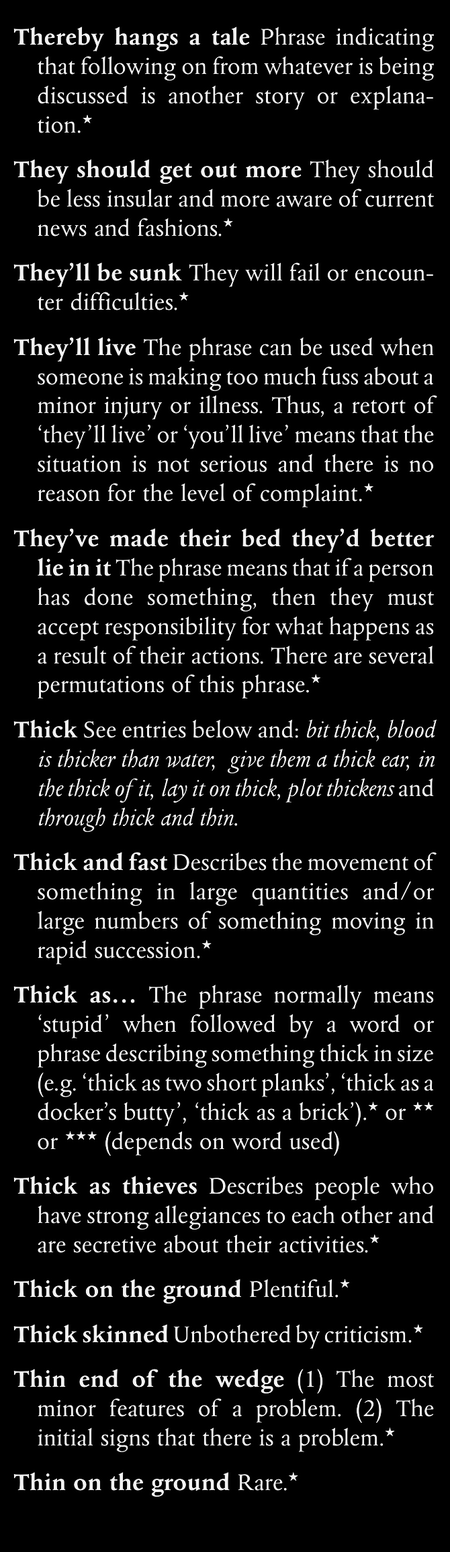 Thereby hangs a tale Phrase indicating
that following on from whatever is being
discussed is another story or explana-
tion.★
They should get out more They should
be less insular and more aware of current
news and fashions.★
They’ll be sunk They will fail or encoun-
ter difficulties.★
They’ll live The phrase can be used when
someone is making too much fuss about a
minor injury or illness. Thus, a retort of
‘they’ll live’ or ‘you’ll live’ means that the
situation is not serious and there is no
reason for the level of complaint.★
They’ve made their bed they’d better
lie in it The phrase means that if a person
has done something, then they must
accept responsibility for what happens as
a result of their actions. There are several
permutations of this phrase.★
Thick See entries below and: bit thick, blood
is thicker than water, give them a thick ear, in
the thick of it, lay it on thick, plot thickens and
through thick and thin.
Thick and fast Describes the movement of
something in large quantities and/or
large numbers of something moving in
rapid succession.★
Thick as… The phrase normally means
‘stupid’ when followed by a word or
phrase describing something thick in size
(e.g. ‘thick as two short planks’, ‘thick as a
docker’s butty’, ‘thick as a brick’).★ or ★★
or ★★★ (depends on word used)
Thick as thieves Describes people who
have strong allegiances to each other and
are secretive about their activities.★
Thick on the ground Plentiful.★
Thick skinned Unbothered by criticism.★
Thin end of the wedge (1) The most
minor features of a problem. (2) The
initial signs that there is a problem.★
Thin on the ground Rare.★